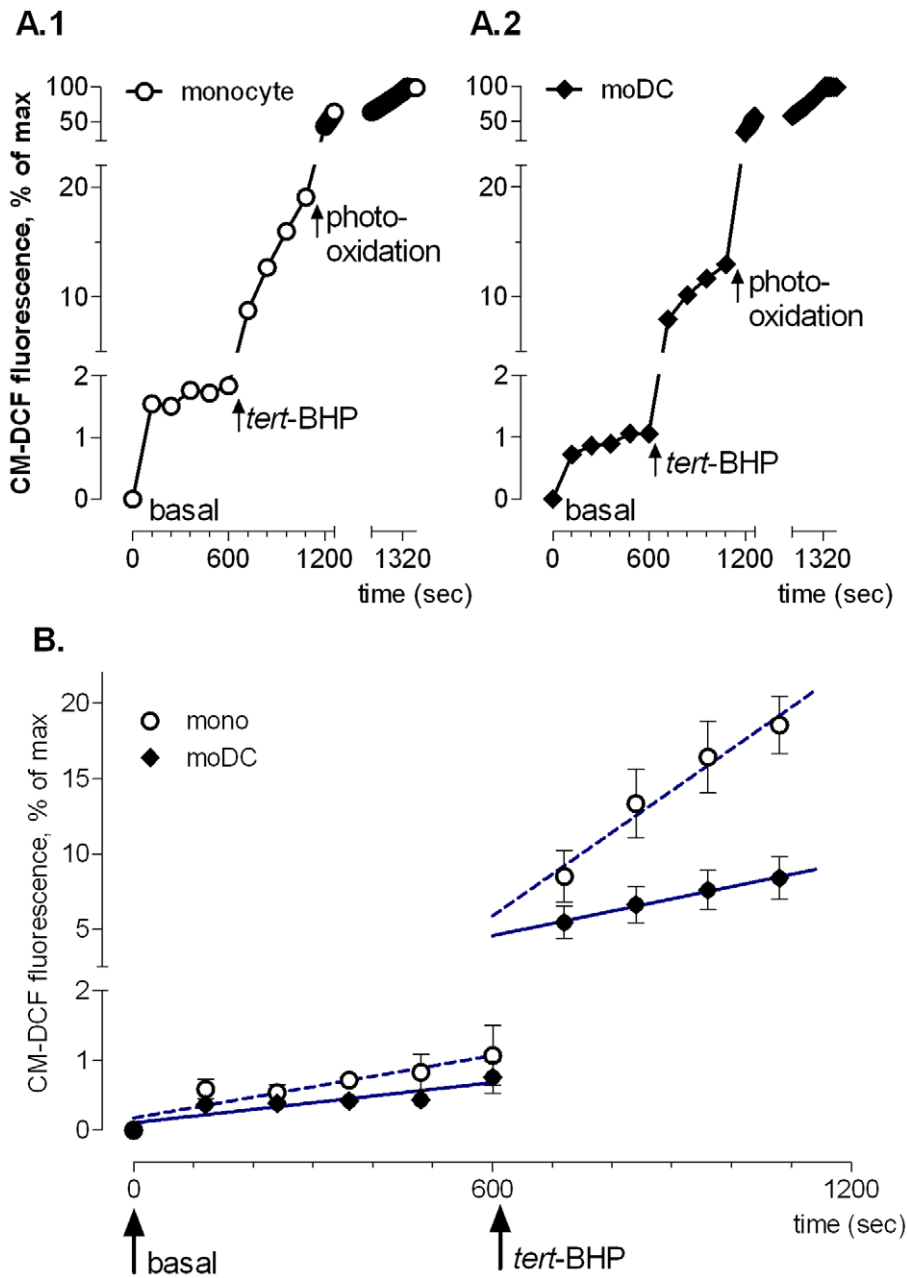 A.1
A.2
CM-DCF fluorescence, % of max
100
50
20
10
2
1
0
monocyte
photo-
oxidation
tert-BHP
basal
0 600 1200 1320
time (sec)
100
50
20
10
2
1
0
moDC
photo-
oxidation
tert-BHP
basal
0 600 1200 1320
time (sec)
B.
CM-DCF fluorescence, % of max
20
15
10
5
2
1
0
mono
moDC
0 600 1200
time (sec)
basal
tert-BHP